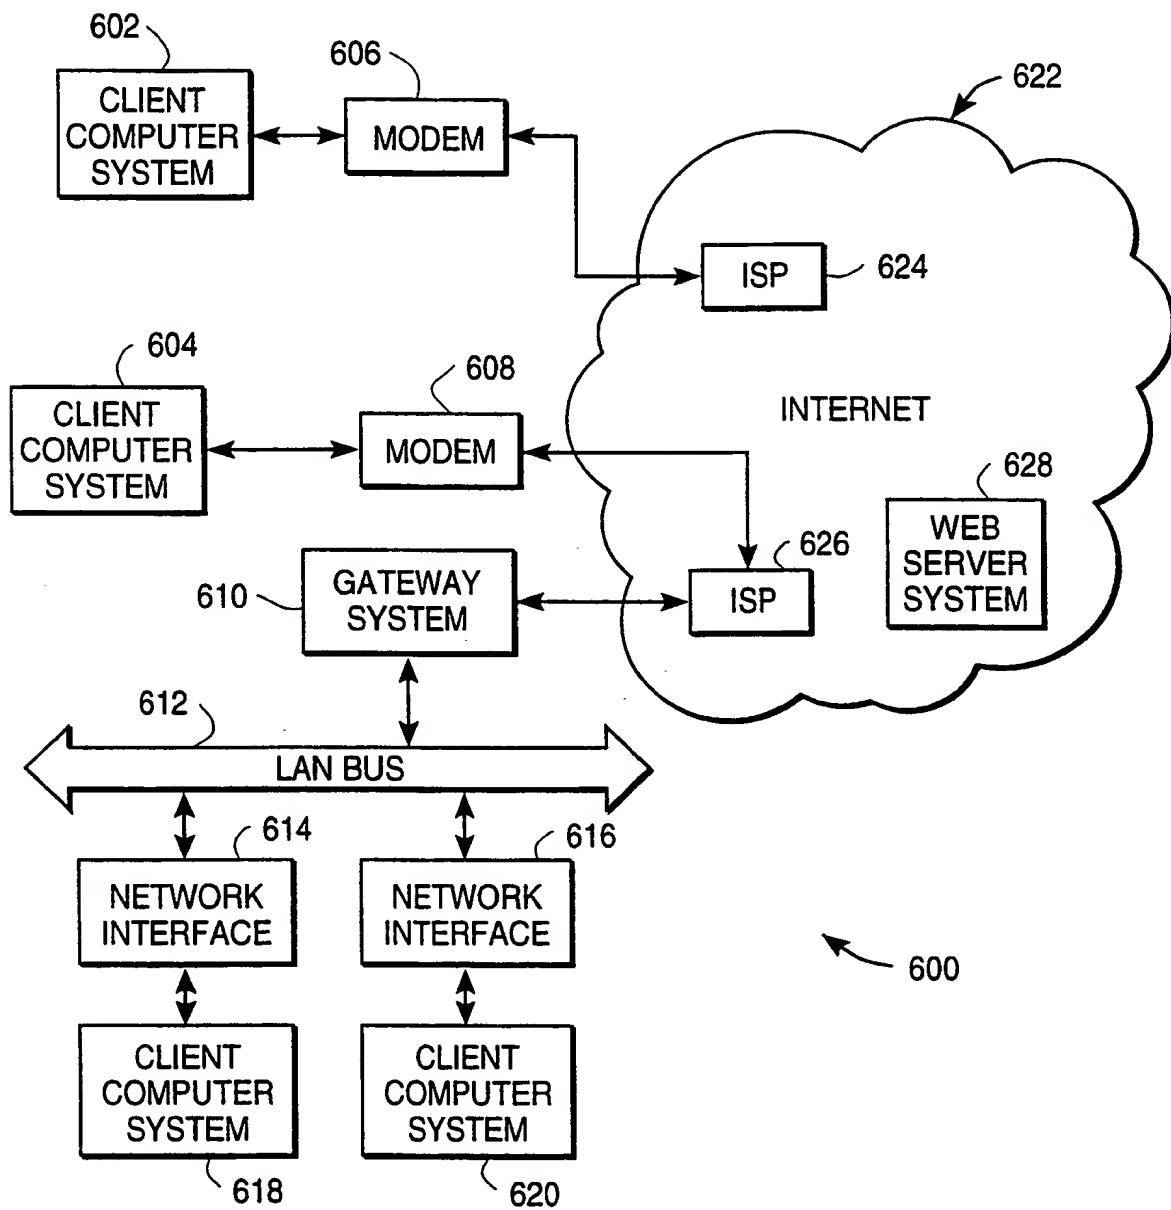 602
CLIENT
COMPUTER
SYSTEM
606
MODEM
622
ISP
624
604
CLIENT
COMPUTER
SYSTEM
608
MODEM
INTERNET
628
WEB
SERVER
SYSTEM
626
ISP
610
GATEWAY
SYSTEM
612
LAN BUS
614
NETWORK
INTERFACE
616
NETWORK
INTERFACE
600
CLIENT
COMPUTER
SYSTEM
618
CLIENT
COMPUTER
SYSTEM
620